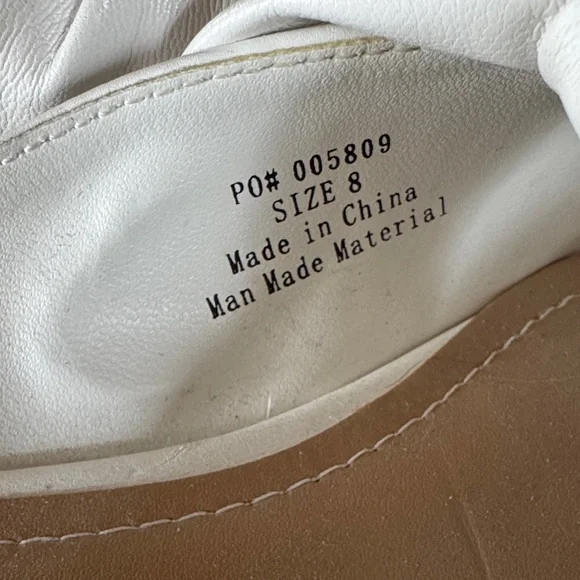 PO# 005809
SIZE 8
Made in China
Man Made Material